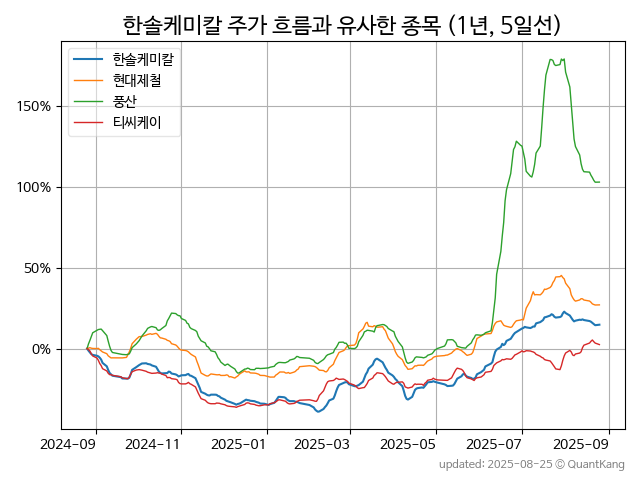 한솔케미칼 주가 흐름과 유사한 종목 (1년, 5일선)
한솔케미칼
현대제철
풍산
티씨케이
150%
100%
50%
0%
2024-09 2024-11 2025-01 2025-03 2025-05 2025-07 2025-09
updated: 2025-08-25 © QuantKang